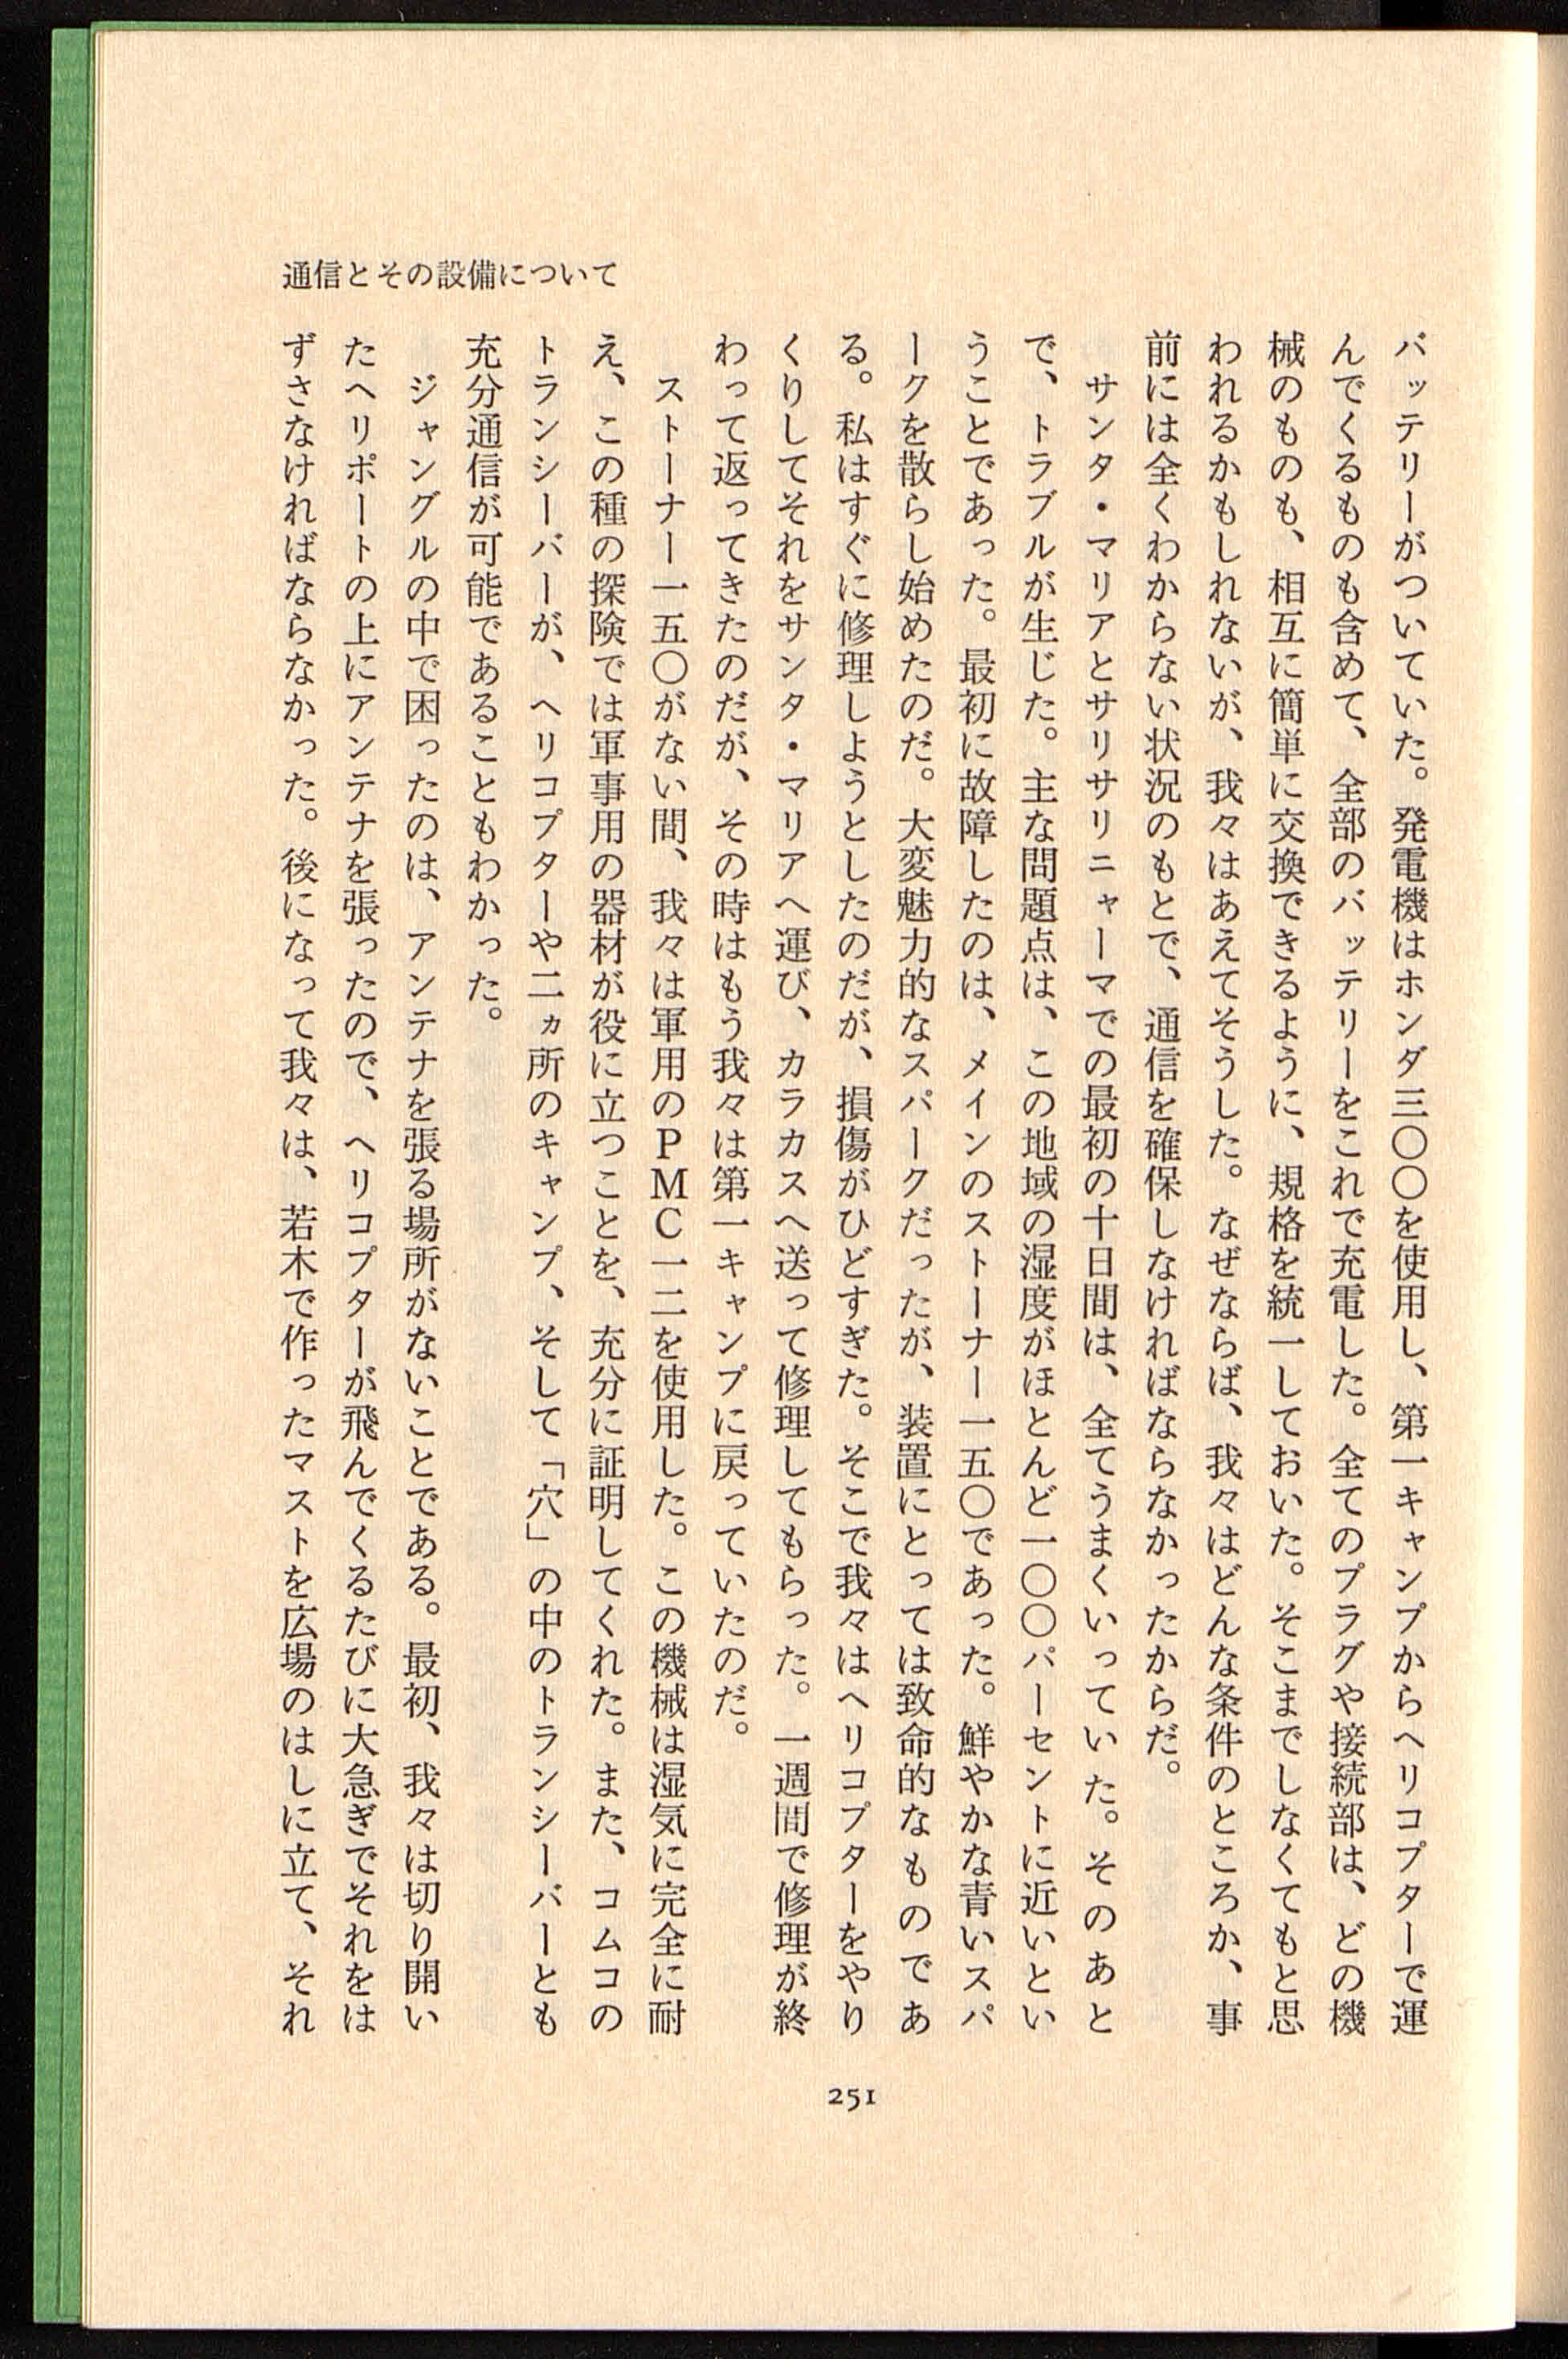 通信とその設備について
バッテリーがついていた。発電機はホンダ三〇〇を使用し、第一キャンプからヘリコプターで運
んでくるものも含めて、全部のバッテリーをこれで充電した。全てのプラグや接続部は、どの機
械のものも、相互に簡単に交換できるように、規格を統一しておいた。そこまでしなくてもと思
われるかもしれないが、我々はあえてそうした。なぜならば、我々はどんな条件のところか、事
前には全くわからない状況のもとで、通信を確保しなければならなかったからだ。
サンタ・マリアとサリサリニャーマでの最初の十日間は、全てうまくいっていた。そのあと
で、トラブルが生じた。主な問題点は、この地域の湿度がほとんど一〇〇パーセントに近いとい
うことであった。最初に故障したのは、メインのストーナー一五〇であった。鮮やかな青いスパ
ークを散らし始めたのだ。大変魅力的なスパークだったが、装置にとっては致命的なものであ
る。私はすぐに修理しようとしたのだが、損傷がひどすぎた。そこで我々はヘリコプターをやり
くりしてそれをサンタ・マリアへ運び、カラカスへ送って修理してもらった。一週間で修理が終
わって返ってきたのだが、その時はもう我々は第一キャンプに戻っていたのだ。
ストーナー一五〇がない間、我々は軍用のPMC一二を使用した。この機械は湿気に完全に耐
え、この種の探険では軍事用の器材が役に立つことを、充分に証明してくれた。また、コムコの
トランシーバーが、ヘリコプターや二ヵ所のキャンプ、そして「穴」の中のトランシーバーとも
充分通信が可能であることもわかった。
ジャングルの中で困ったのは、アンテナを張る場所がないことである。最初、我々は切り開い
たヘリポートの上にアンテナを張ったので、ヘリコプターが飛んでくるたびに大急ぎでそれをは
ずさなければならなかった。後になって我々は、若木で作ったマストを広場のはしに立て、それ
251